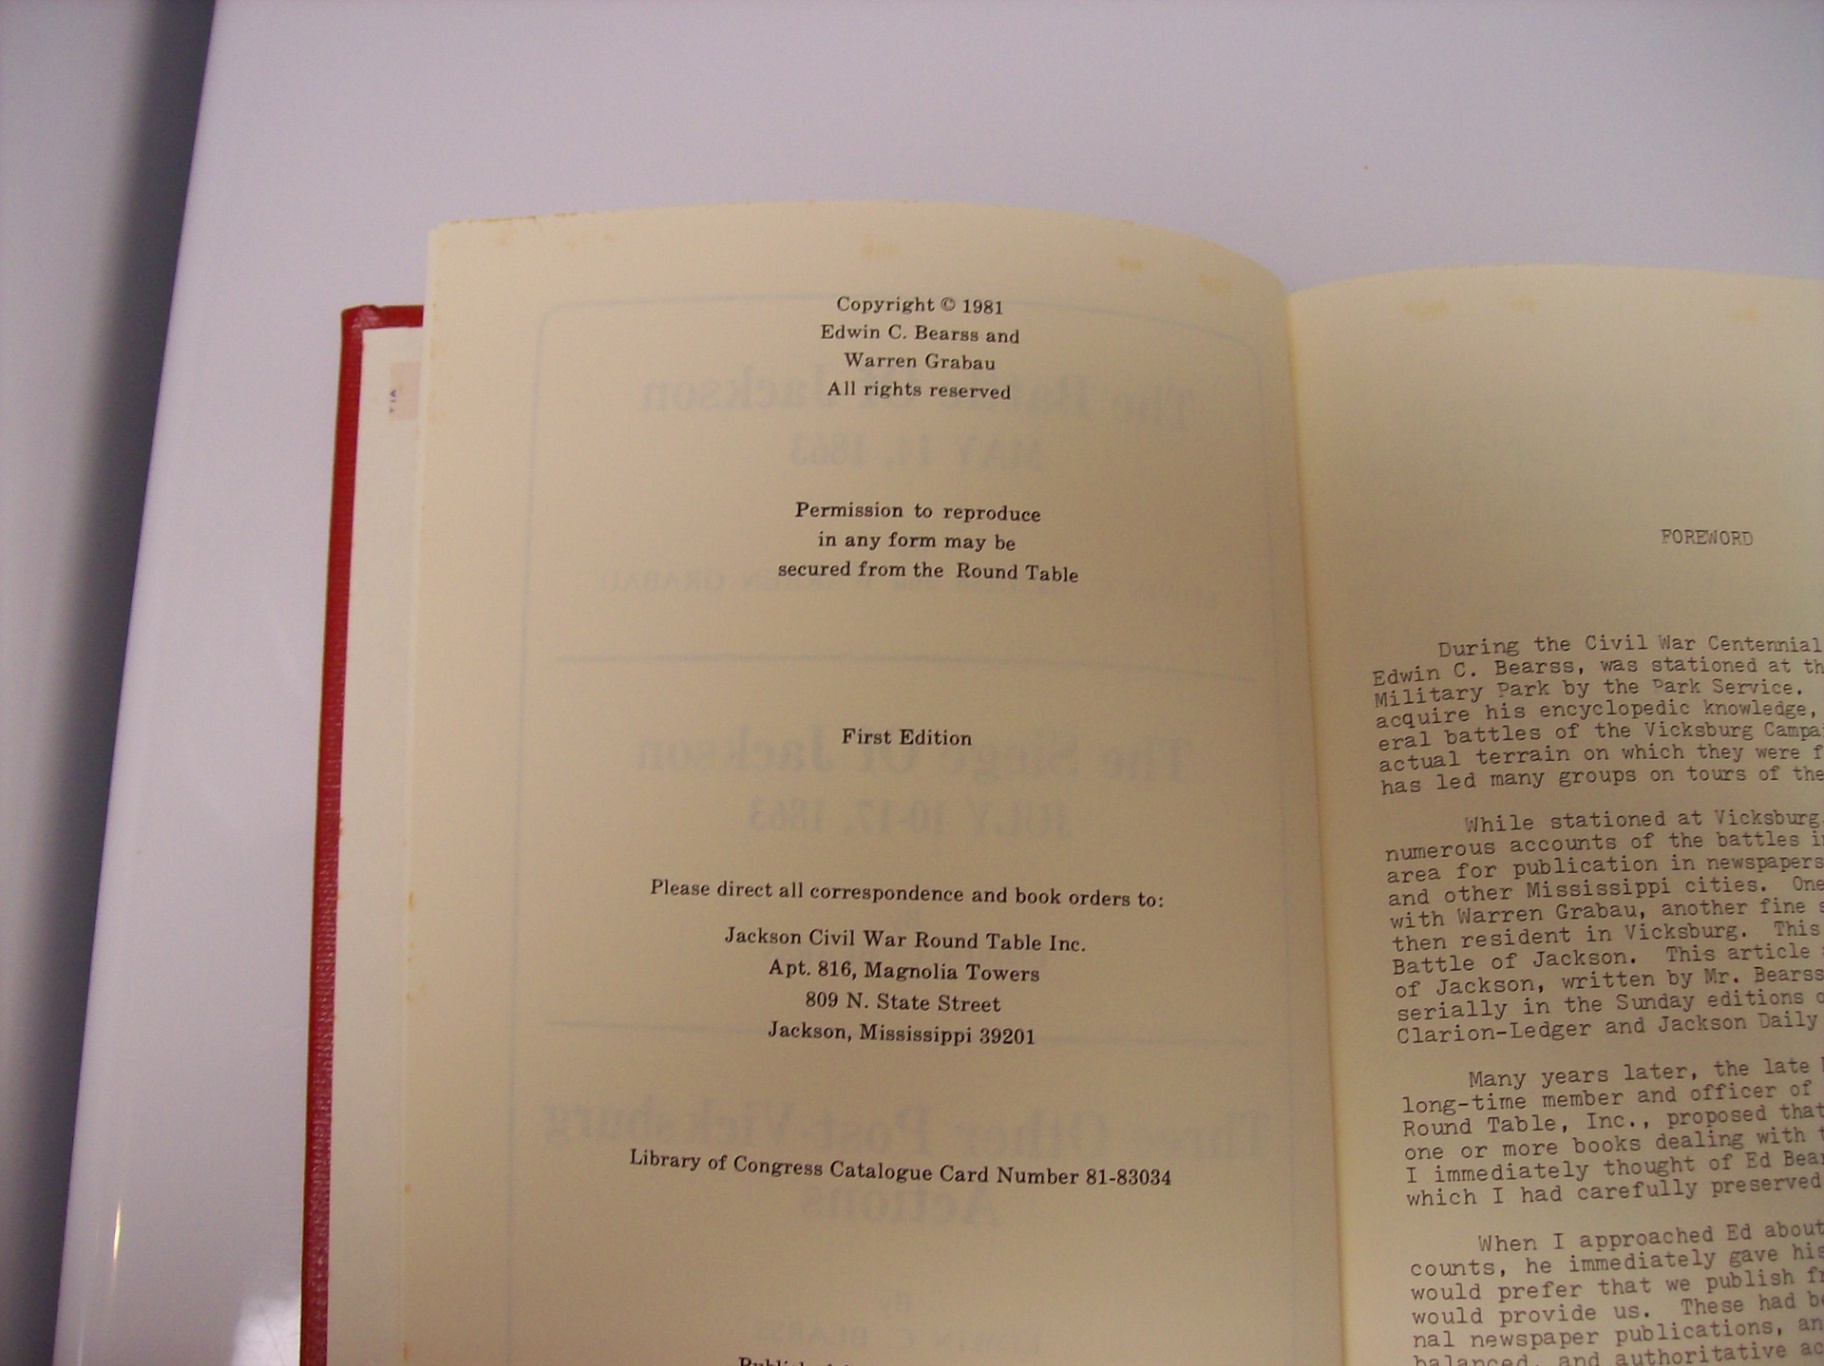 Copyright © 1981
Edwin C. Bearss and
Warren Grabau
All rights reserved
Permission to reproduce
in any form may be
secured from the Round Table
First Edition
Please direct all correspondence and book orders to:
Jackson Civil War Round Table Inc.
Apt. 816, Magnolia Towers
809 N. State Street
Jackson, Mississippi 39201
Library of Congress Catalogue Card Number 81-83034
FOREWORD
During the Civil War Centennial
Edwin C. Bearss, was stationed at
Military Park by the Park Service.
acquire his encyclopedic knowledge,
eral battles of the Vicksburg
actual terrain on which they were
has led many groups on tours of the
While stationed at Vicksburg
numerous accounts of the battles
area for publication in newspapers
and other Mississippi cities. One
with Warren Grabau, another fine
then resident in Vicksburg. This
Battle of Jackson. This article
of Jackson, written by Mr. Bearss
serially in the Sunday editions
Clarion-Ledger and Jackson Daily
Many years later, the late
long-time member and officer of
Round Table, Inc., proposed that
one or more books dealing with
I immediately thought of Ed
which I had carefully preserved
When I approached Ed about
counts, he immediately gave his
would prefer that we publish
would provide us. These had
nal newspaper publications,
balanced, and authoritative